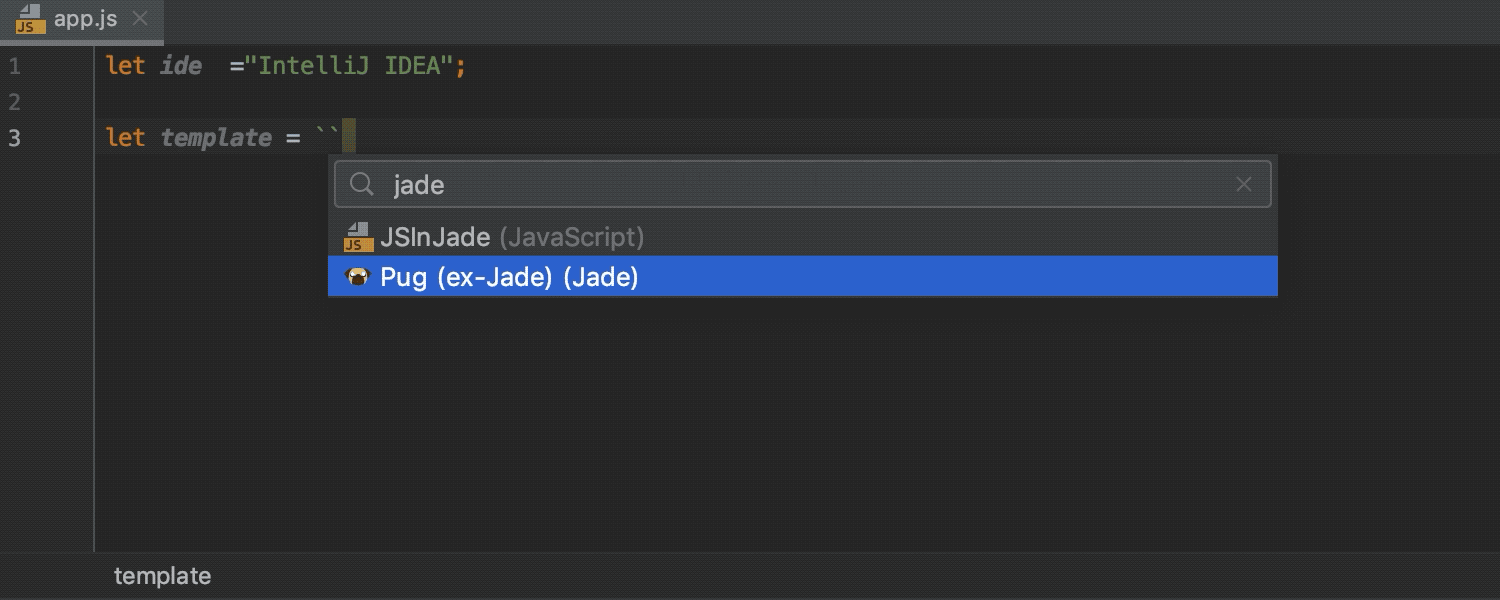 JS app.js
1 let ide  ="IntelliJ IDEA";
2
3 let template = ``
jade
JS JSInJade (JavaScript)
Pug (ex-Jade) (Jade)
template